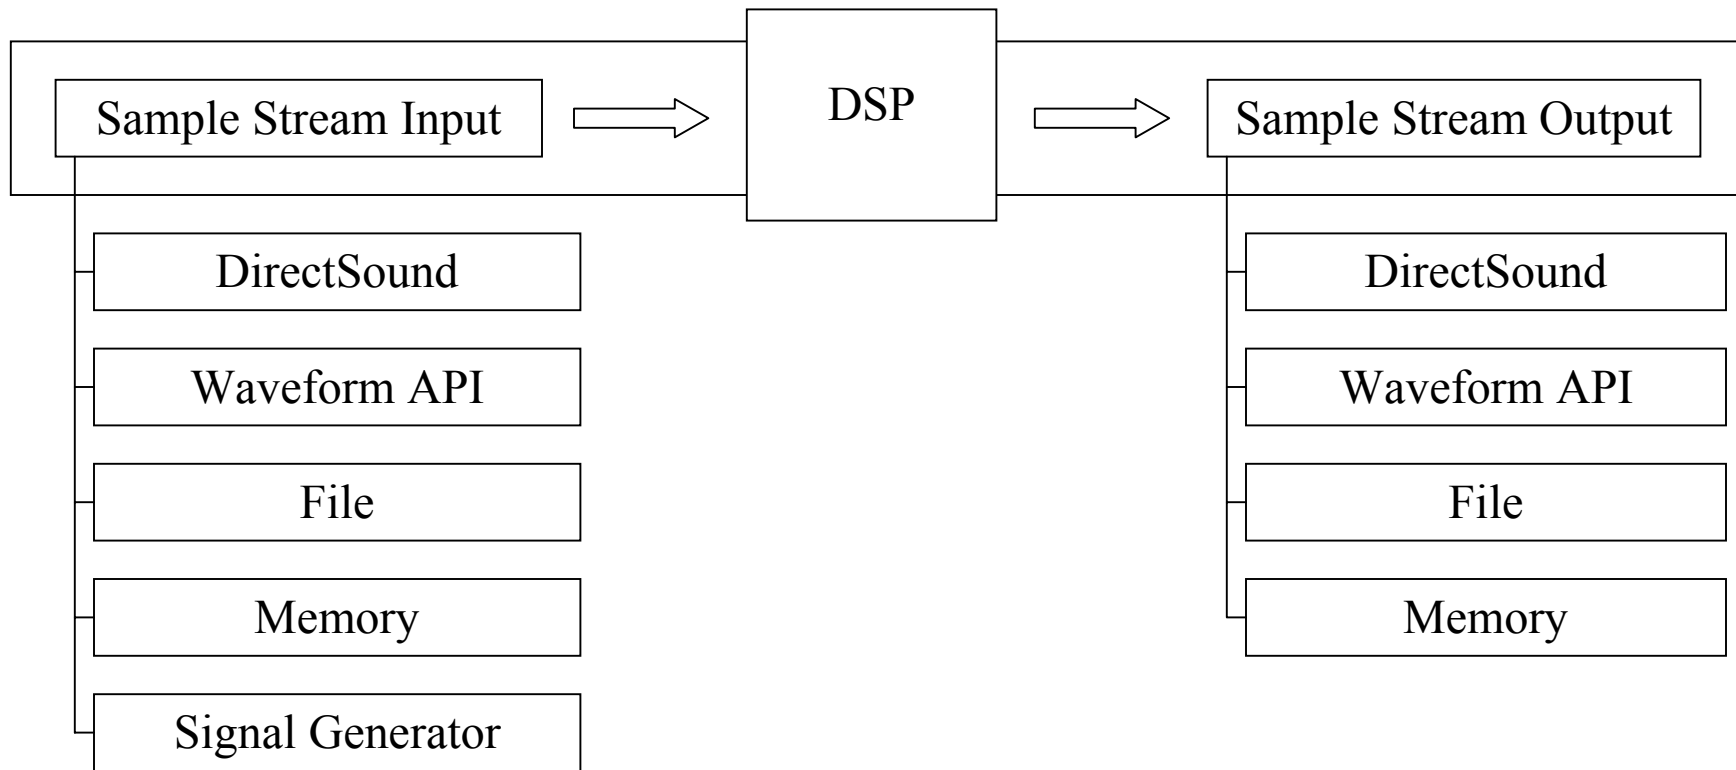 Sample Stream Input
DSP
Sample Stream Output
DirectSound
Waveform API
File
Memory
Signal Generator
DirectSound
Waveform API
File
Memory